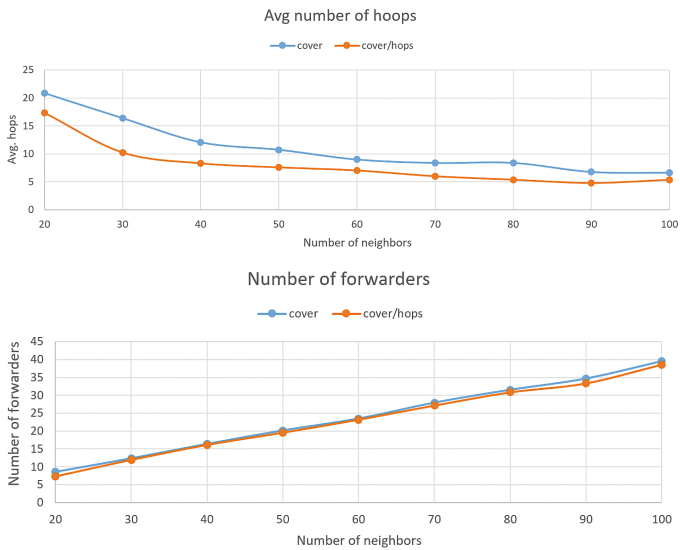 Avg number of hoops
cover cover/hops
25
20
15
10
5
0
Avg. hops
20 30 40 50 60 70 80 90 100
Number of neighbors
Number of forwarders
cover cover/hops
45
40
35
30
25
20
15
10
5
0
Number of forwarders
20 30 40 50 60 70 80 90 100
Number of neighbors